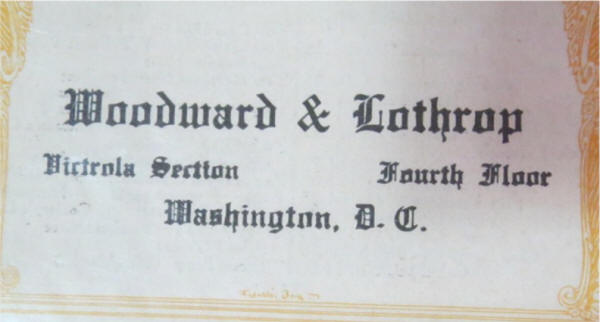 Woodward & Lothrop
Victrola Section Fourth Floor
Washington, D. C.